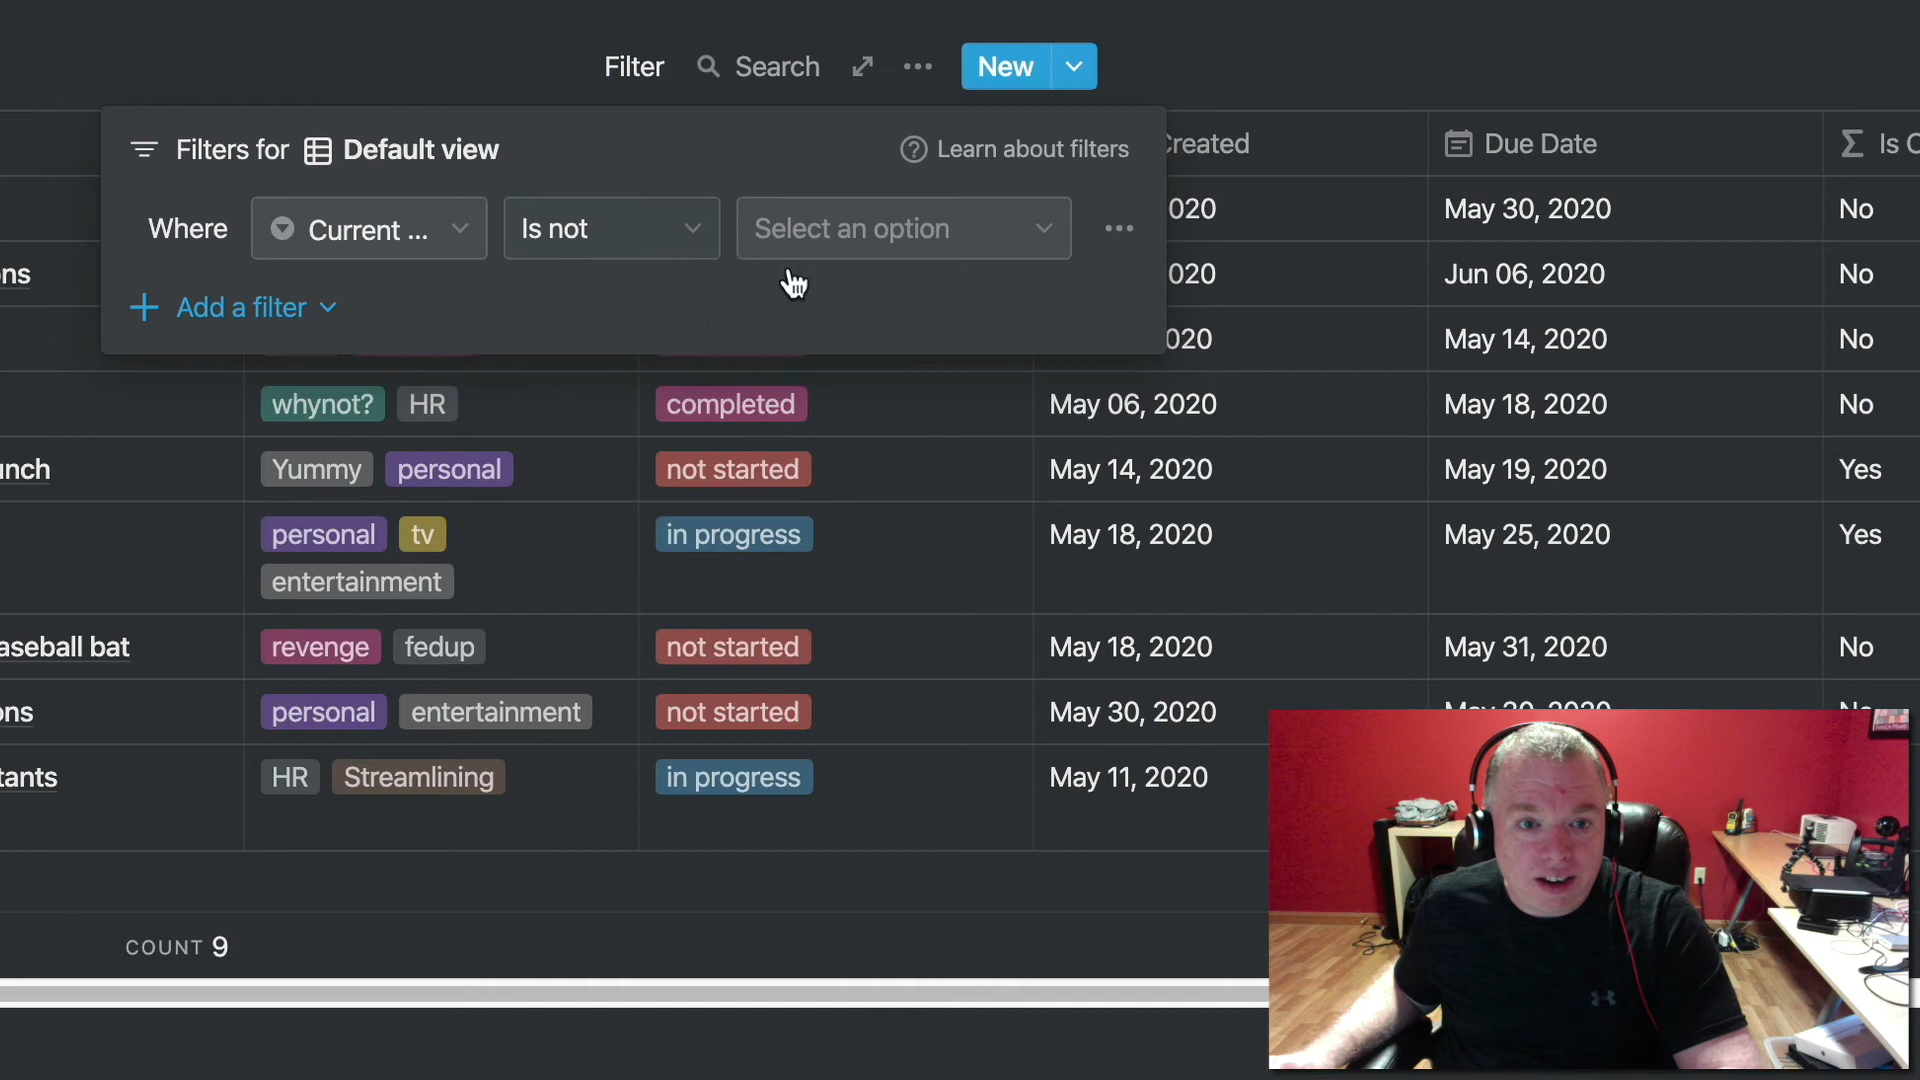 Filter Search New
Filters for Default view Learn about filters
Created Due Date Is C
Where Current ... Is not Select an option
020 May 30, 2020 No
ons 020 Jun 06, 2020 No
Add a filter
020 May 14, 2020 No
whynot? HR completed May 06, 2020 May 18, 2020 No
unch Yummy personal not started May 14, 2020 May 19, 2020 Yes
personal tv in progress May 18, 2020 May 25, 2020 Yes
entertainment
aseball bat revenge fedup not started May 18, 2020 May 31, 2020 No
ons personal entertainment not started May 30, 2020
tants HR Streamlining in progress May 11, 2020
COUNT 9